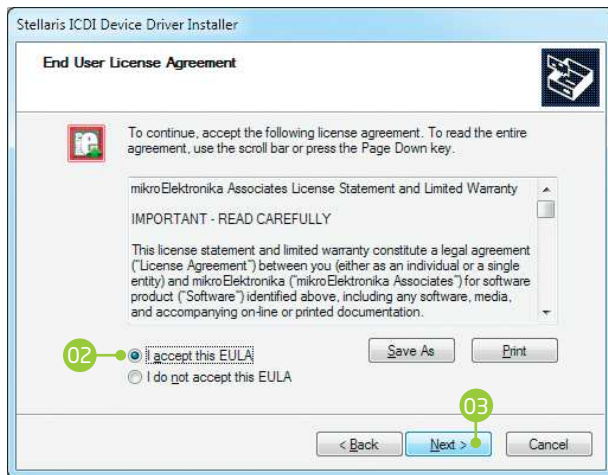 Stellaris ICDI Device Driver Installer
End User License Agreement
To continue, accept the following license agreement. To read the entire
agreement, use the scroll bar or press the Page Down key.
mikroElektronika Associates License Statement and Limited Warranty
IMPORTANT - READ CAREFULLY
This license statement and limited warranty constitute a legal agreement
("License Agreement") between you (either as an individual or a single
entity) and mikroElektronika ("mikroElektronika Associates") for software
product ("Software") identified above, including any software, media,
and accompanying on-line or printed documentation.
02 I accept this EULA Save As Print
I do not accept this EULA
03
< Back Next > Cancel